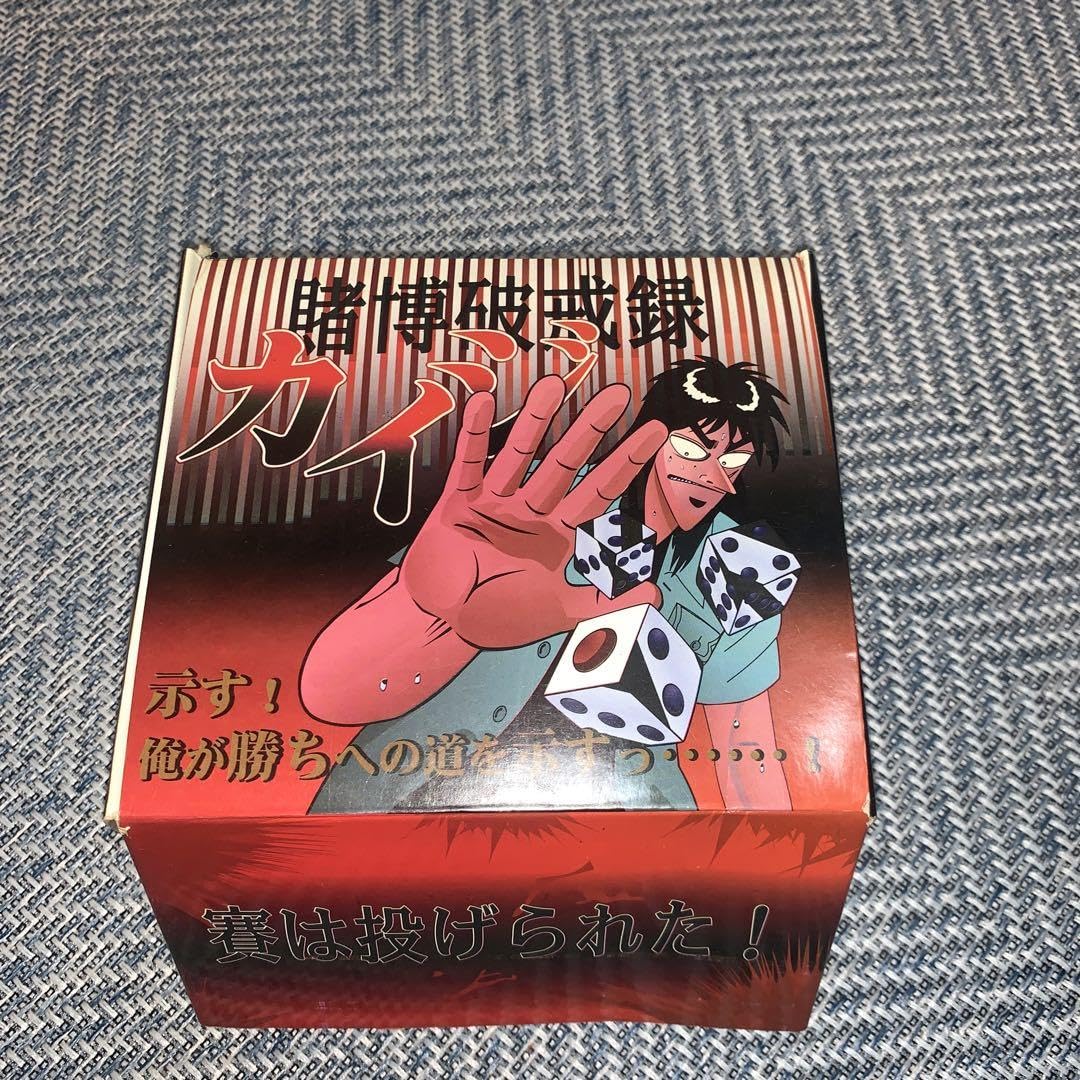 賭博破戒録
カイジ
示す！
俺が勝ちへの道を示すっ……！
賽は投げられた！